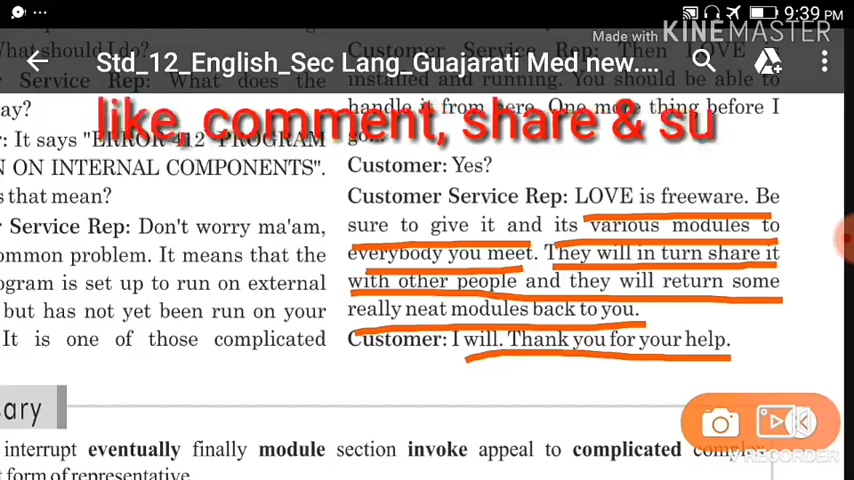 9:39 PM
Made with KINEMASTER
Std_12_English_Sec Lang_Guajarati Med new....
What should I do?
Service Rep: What does the
ay?
: It says "ERROR 412 PROGRAM
N ON INTERNAL COMPONENTS".
s that mean?
r Service Rep: Don't worry ma'am,
ommon problem. It means that the
ogram is set up to run on external
but has not yet been run on your
It is one of those complicated
Customer Service Rep: Then LOVE is
installed and running. You should be able to
handle it from here. One more thing before I
go...
like, comment, share & su
Customer: Yes?
Customer Service Rep: LOVE is freeware. Be
sure to give it and its various modules to
everybody you meet. They will in turn share it
with other people and they will return some
really neat modules back to you.
Customer: I will. Thank you for your help.
ssary
interrupt eventually finally module section invoke appeal to complicated complex
t form of representative.
RECORDER